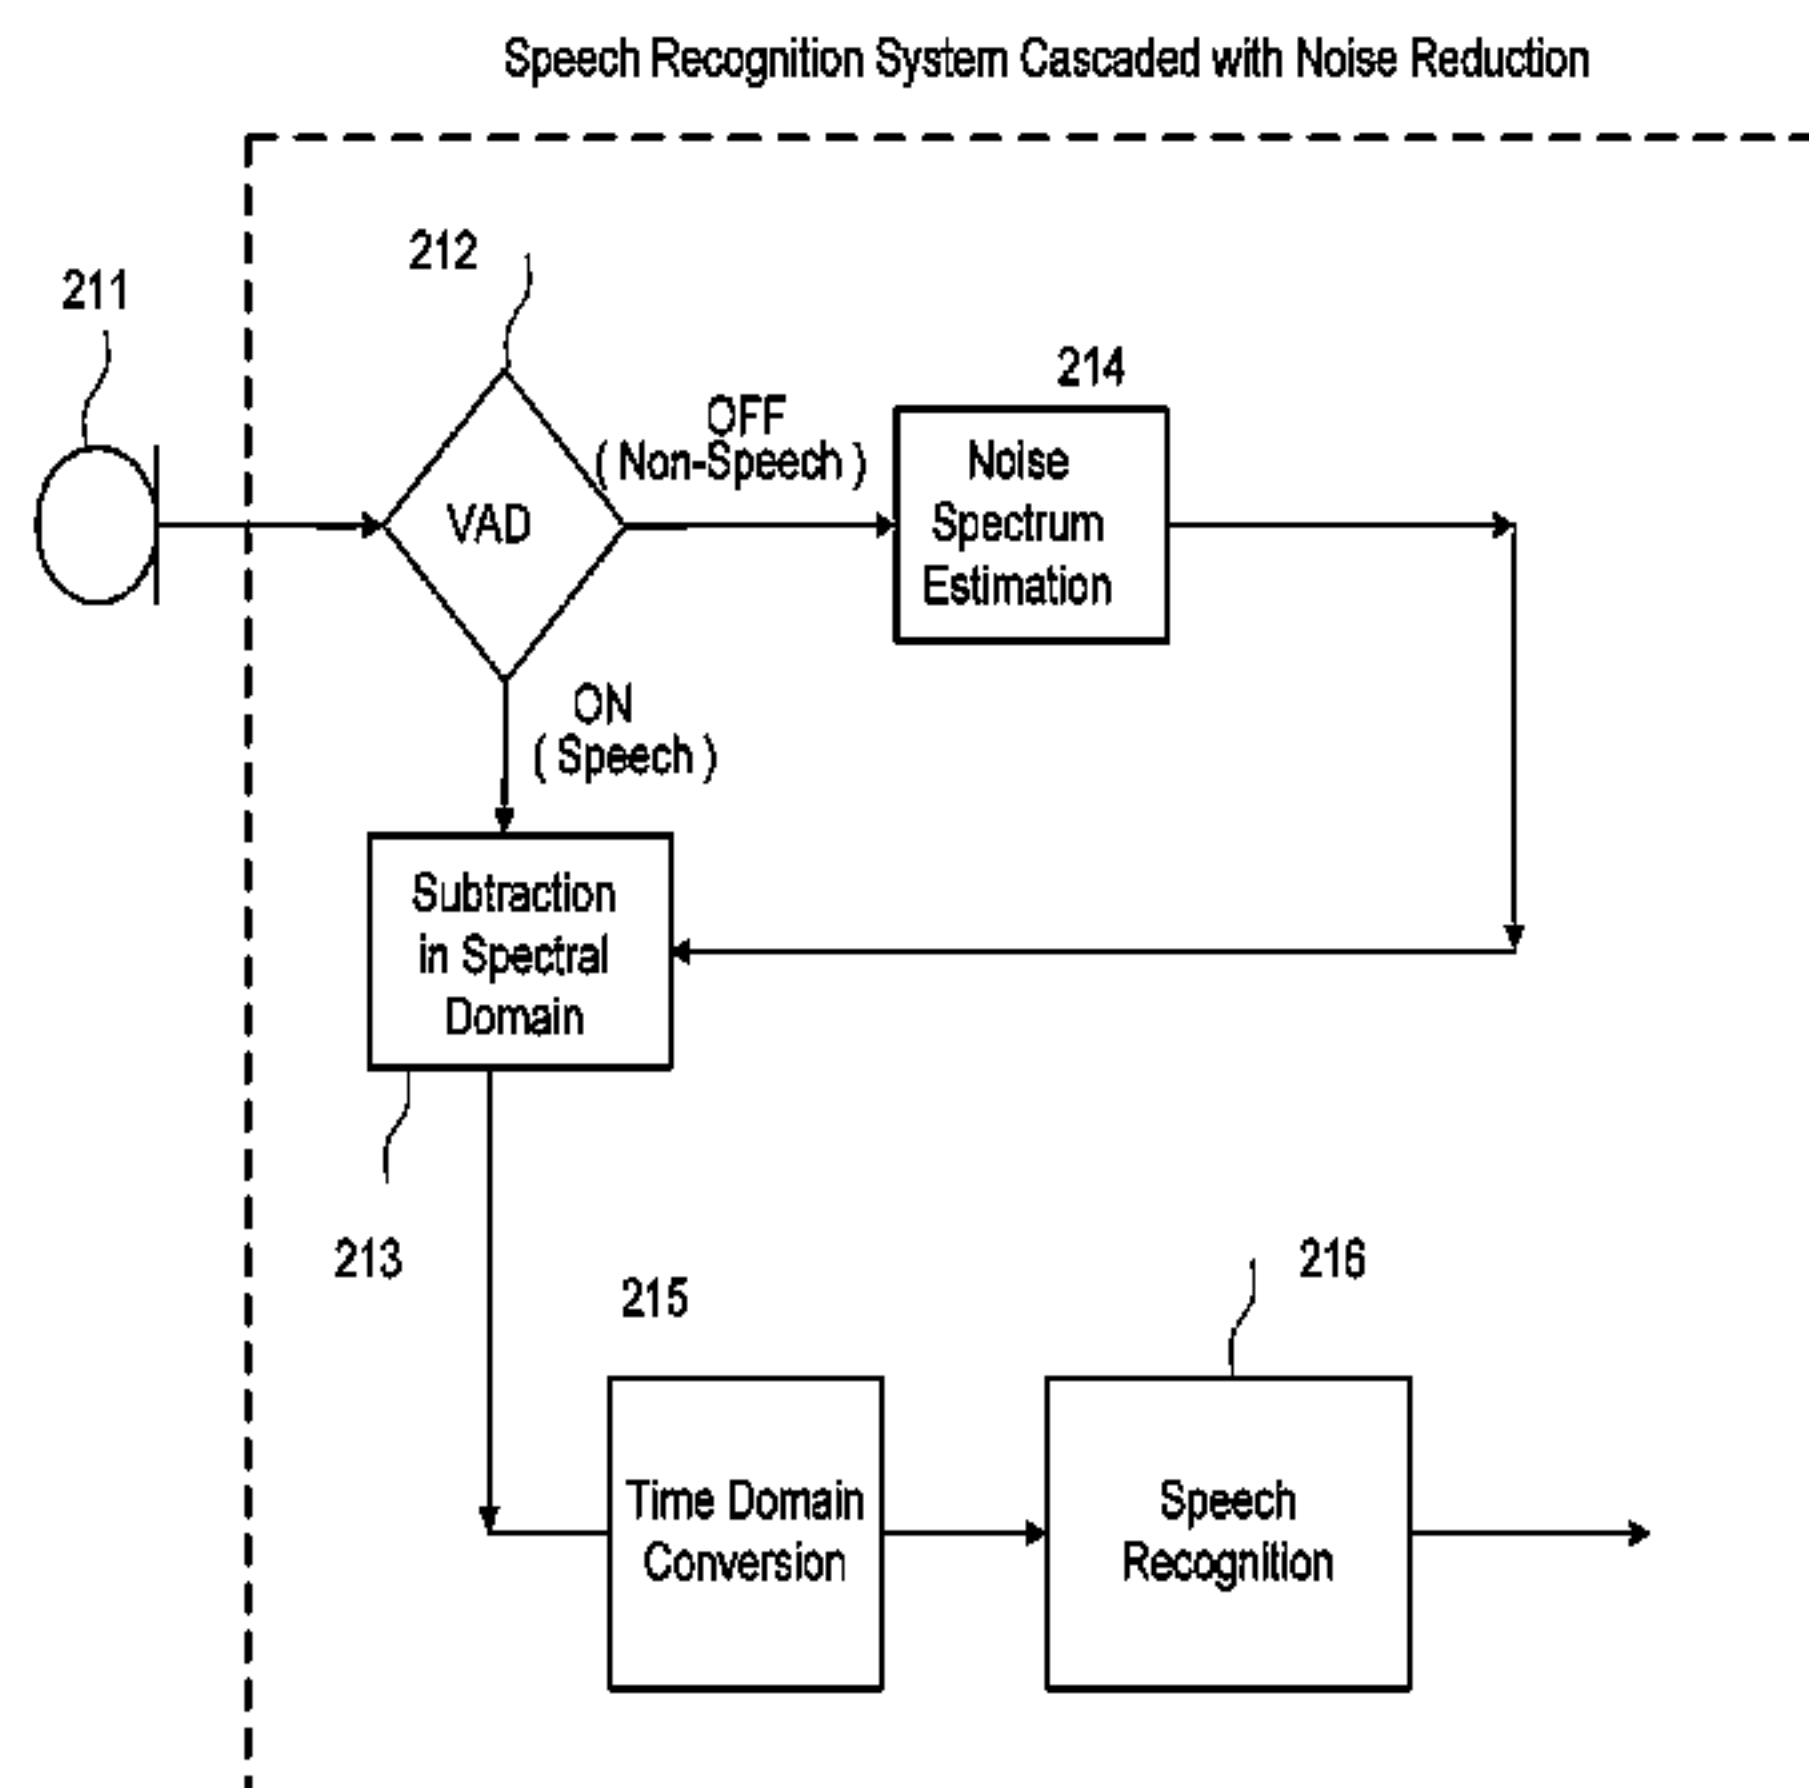 Speech Recognition System Cascaded with Noise Reduction
212
211
214
OFF
( Non-Speech )
VAD
Noise
Spectrum
Estimation
ON
( Speech )
Subtraction
in Spectral
Domain
213
215
216
Time Domain
Conversion
Speech
Recognition